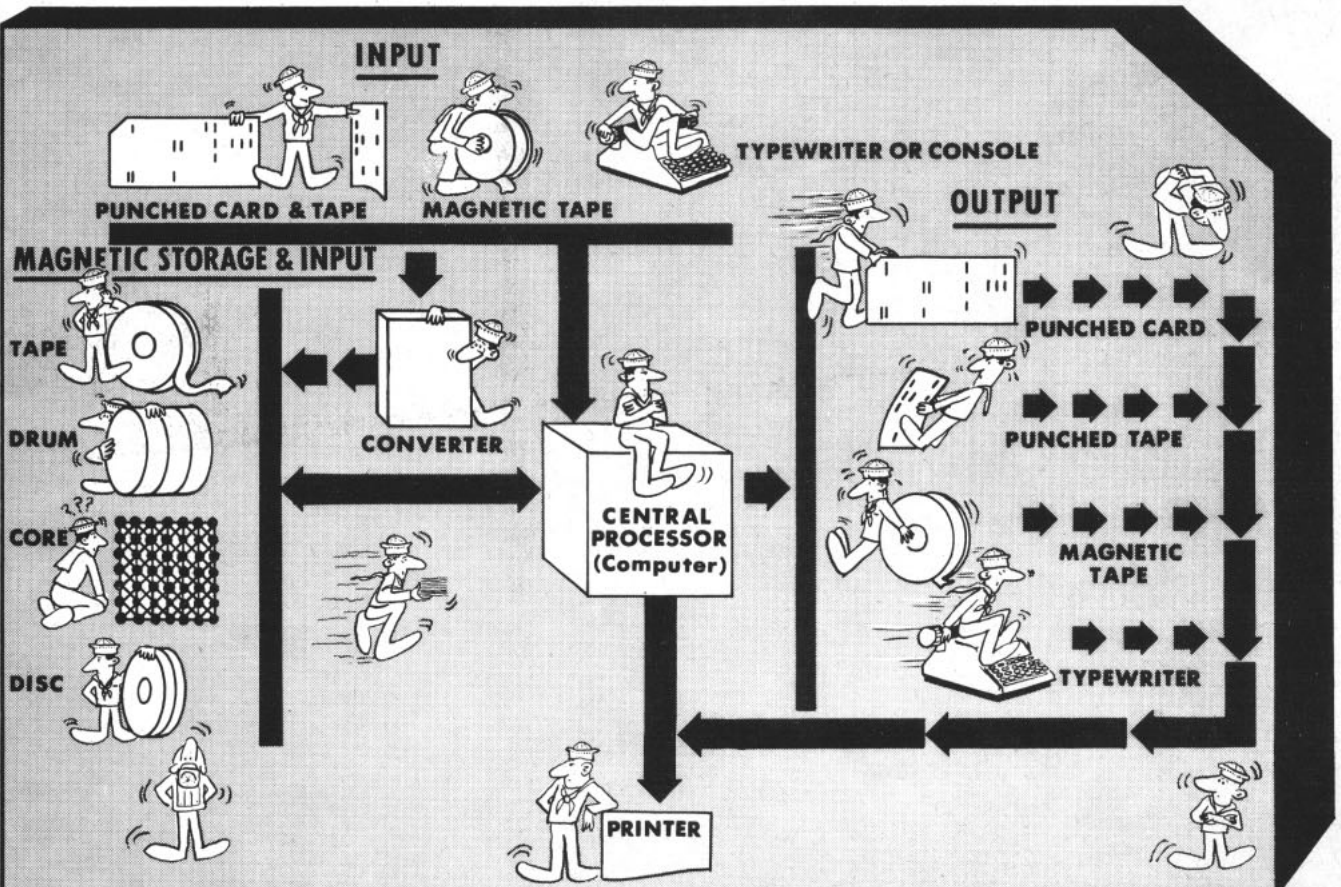 INPUT
TYPEWRITER OR CONSOLE
PUNCHED CARD & TAPE
MAGNETIC TAPE
OUTPUT
MAGNETIC STORAGE & INPUT
TAPE
DRUM
CORE
???
DISC
CONVERTER
CENTRAL
PROCESSOR
(Computer)
PUNCHED CARD
PUNCHED TAPE
MAGNETIC
TAPE
TYPEWRITER
PRINTER